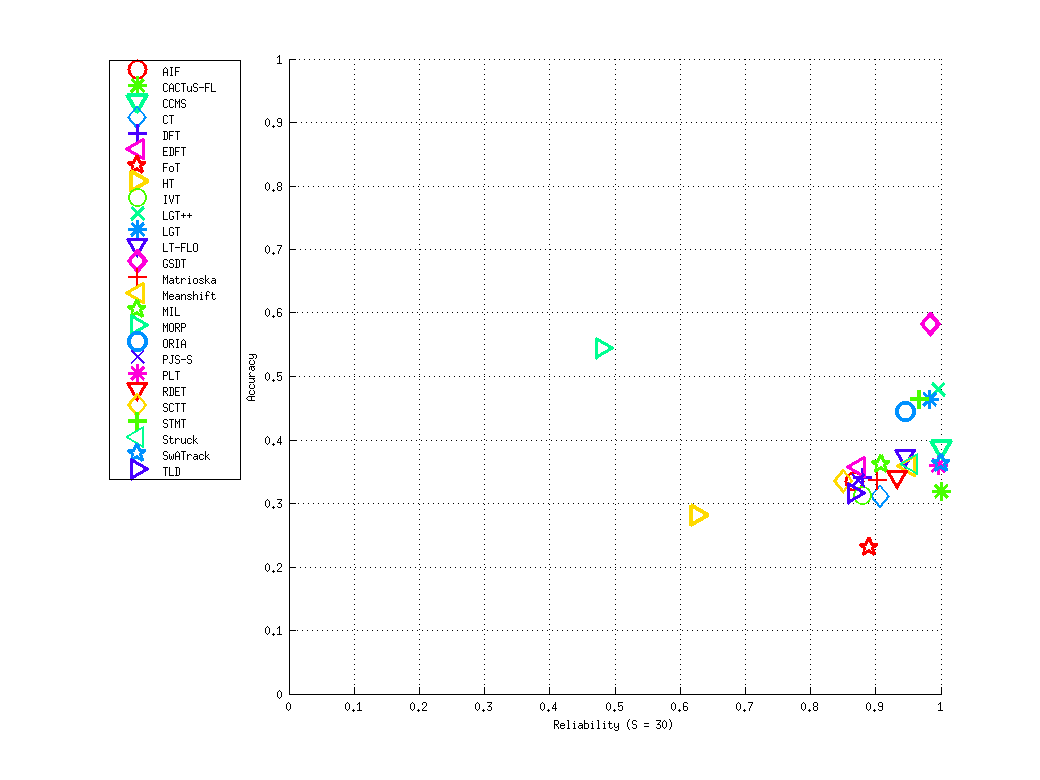 AIF
CACTuS-FL
CCMS
CT
DFT
EDFT
FoT
HT
IVT
LGT++
LGT
LT-FLO
GSDT
Matrioska
Meanshift
MIL
MORP
ORIA
PJS-S
PLT
RDET
SCTT
STMT
Struck
SwATrack
TLD
1
0.9
0.8
0.7
0.6
0.5
0.4
0.3
0.2
0.1
0
Accuracy
0 0.1 0.2 0.3 0.4 0.5 0.6 0.7 0.8 0.9 1
Reliability (S = 30)